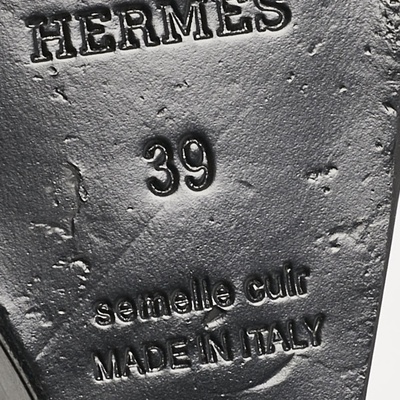 HERMES
39
semelle cuir
MADE IN ITALY